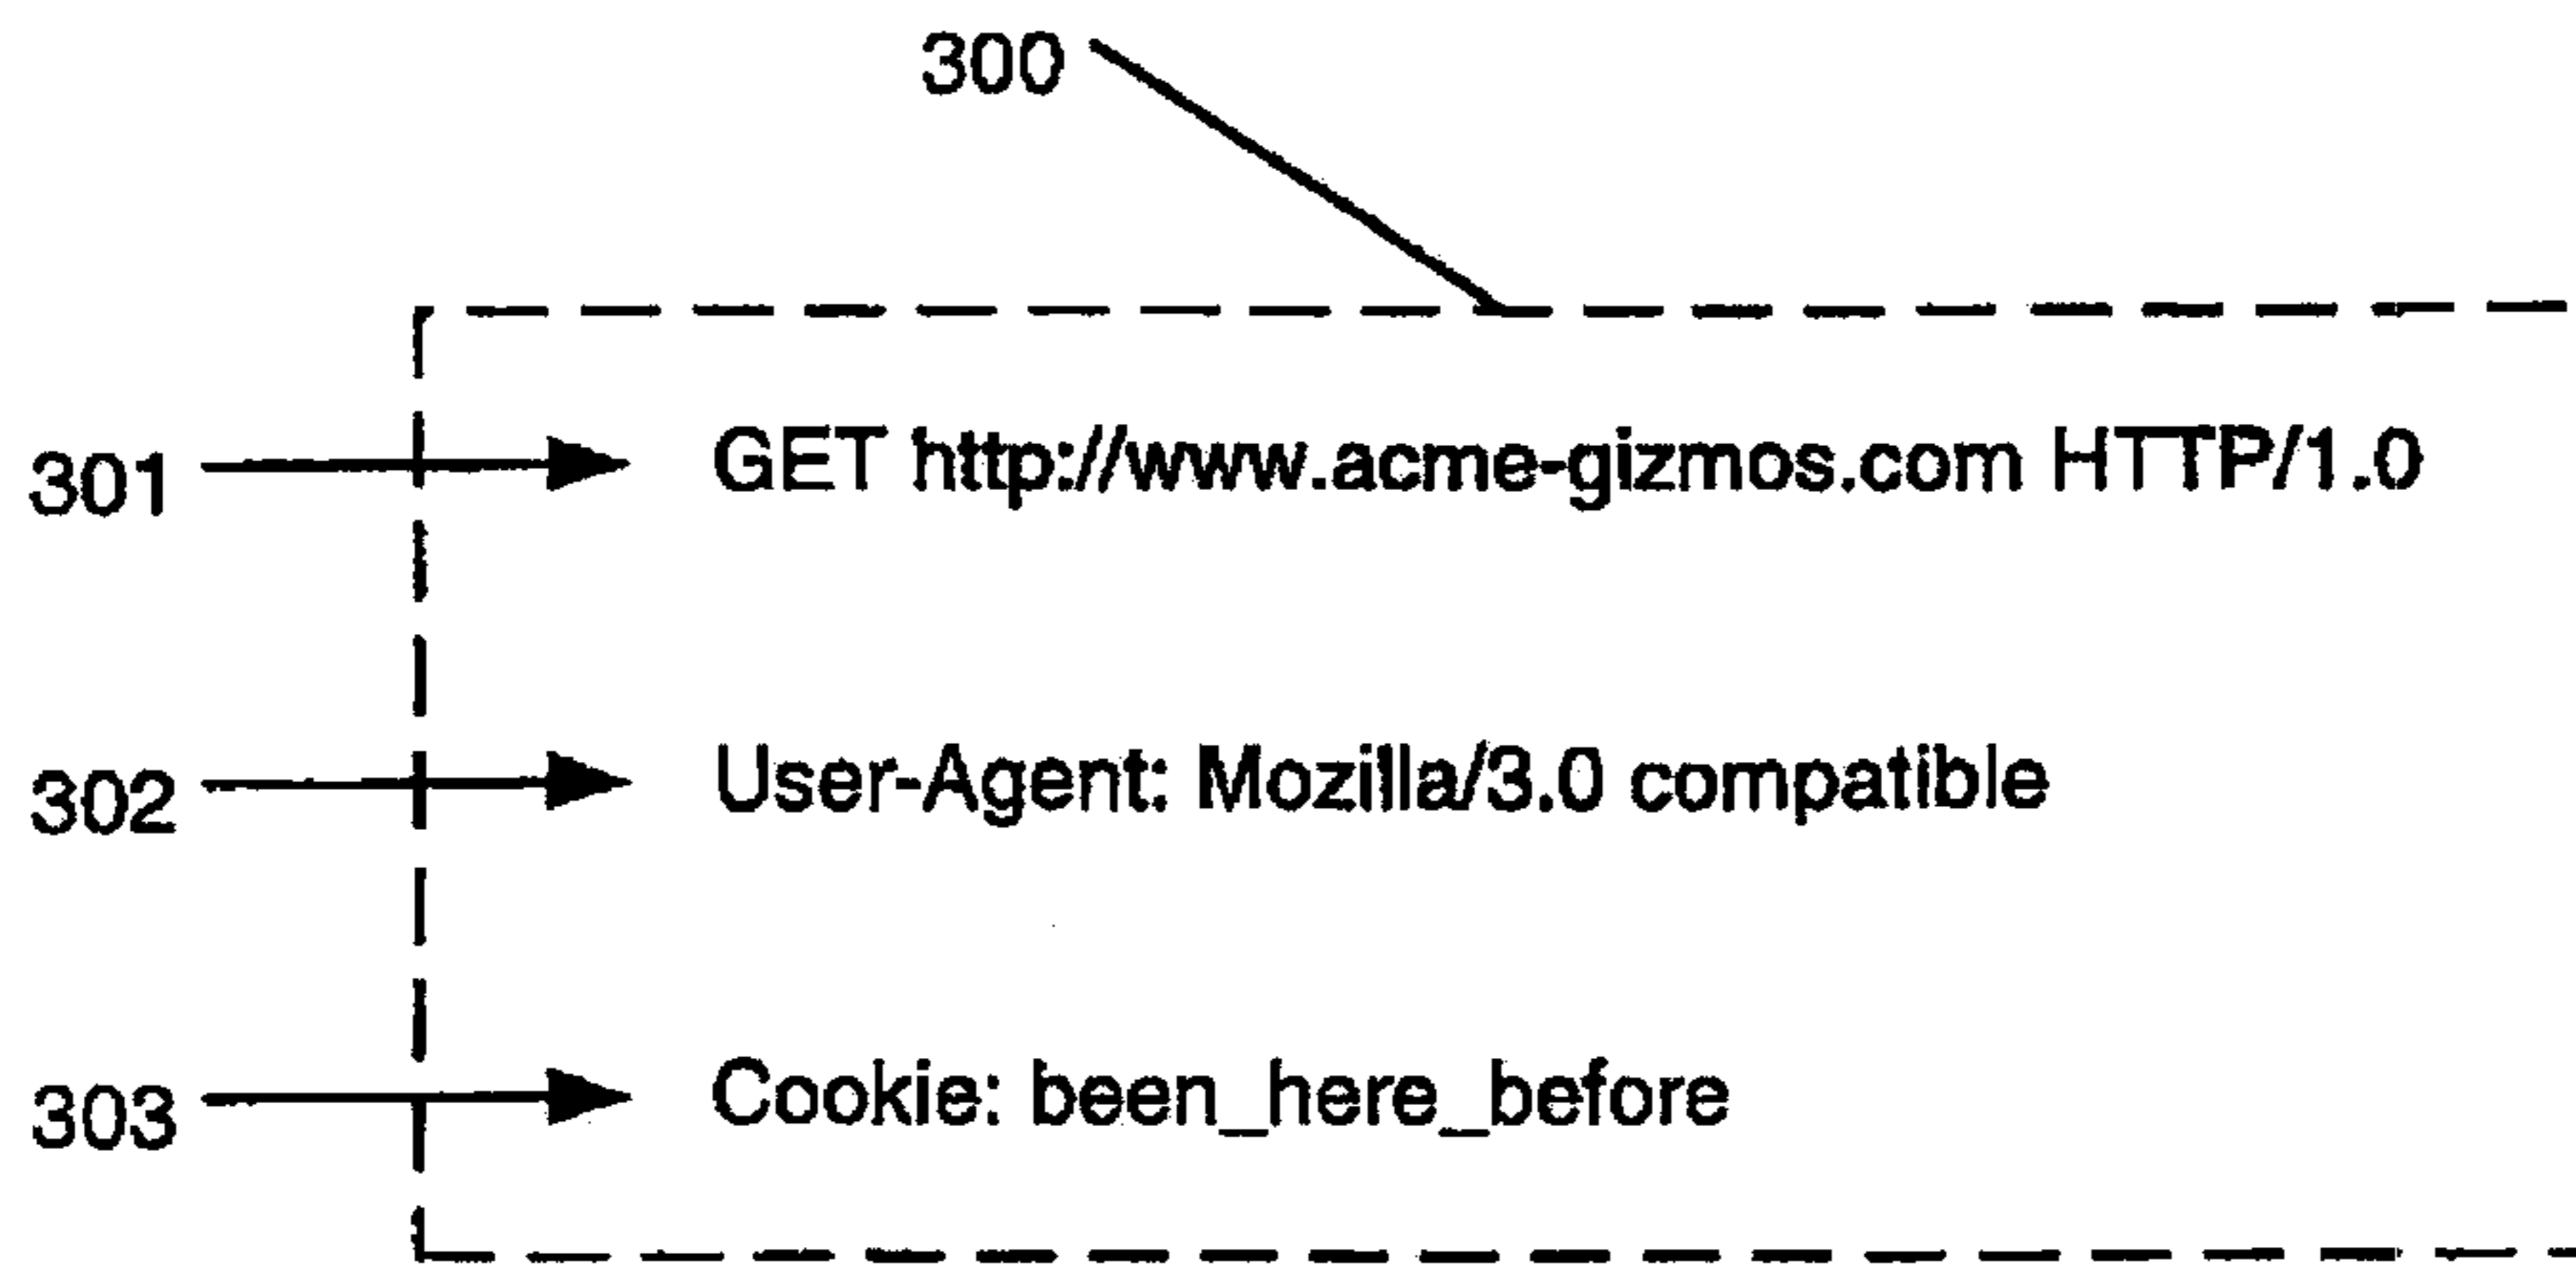 300
301 GET http://www.acme-gizmos.com HTTP/1.0
302 User-Agent: Mozilla/3.0 compatible
303 Cookie: been_here_before